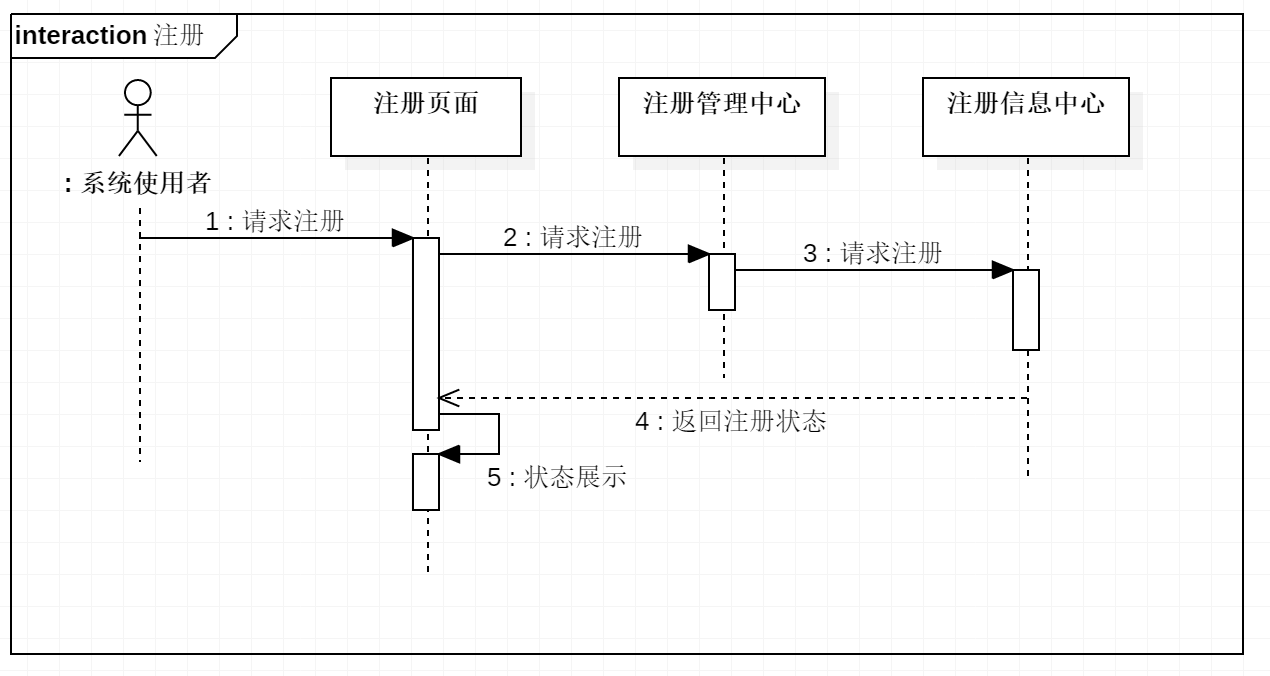 interaction 注册
注册页面
注册管理中心
注册信息中心
: 系统使用者
1 : 请求注册
2 : 请求注册
3 : 请求注册
4 : 返回注册状态
5 : 状态展示